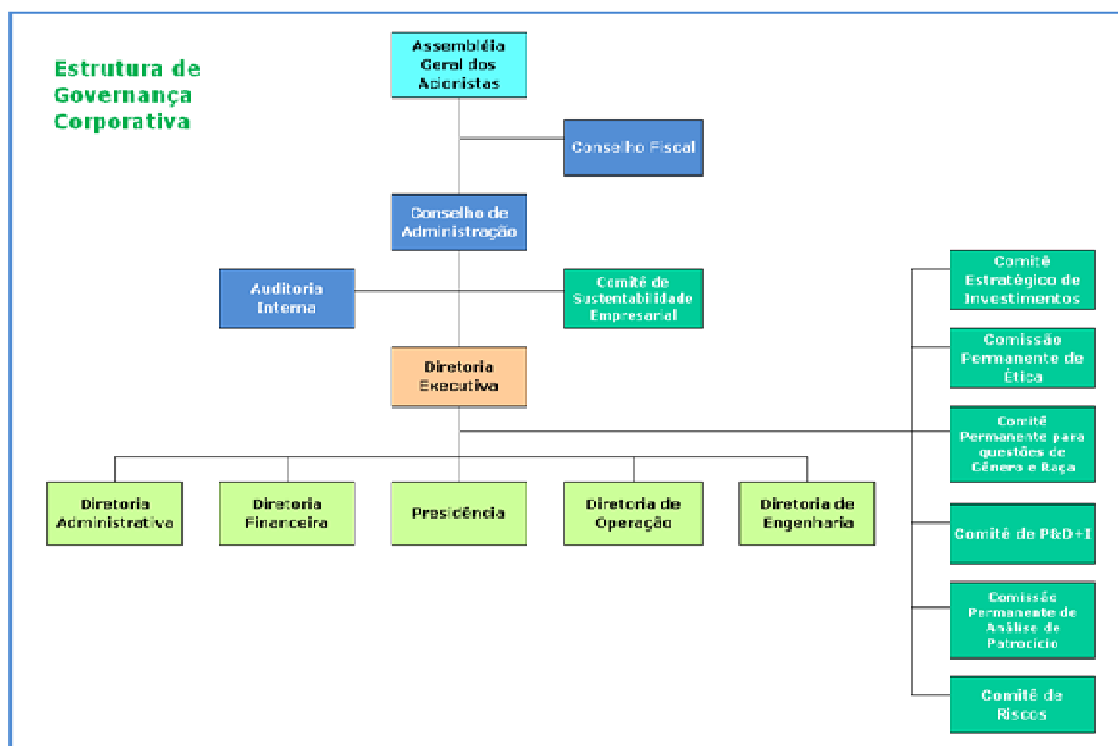 Estrutura de
Governança
Corporativa
Assembléia
Geral dos
Acionistas
Conselho Fiscal
Conselho de
Administração
Auditoria
Interna
Comitê de
Sustentabilidade
Empresarial
Diretoria
Executiva
Diretoria
Administrativa
Diretoria
Financeira
Presidência
Diretoria de
Operação
Diretoria de
Engenharia
Comitê
Estratégico de
Investimentos
Comissão
Permanente de
Ética
Comitê
Permanente para
questões de
Gênero e Raça
Comitê de P&D+I
Comissão
Permanente de
Análise de
Patrocício
Comitê de
Riscos